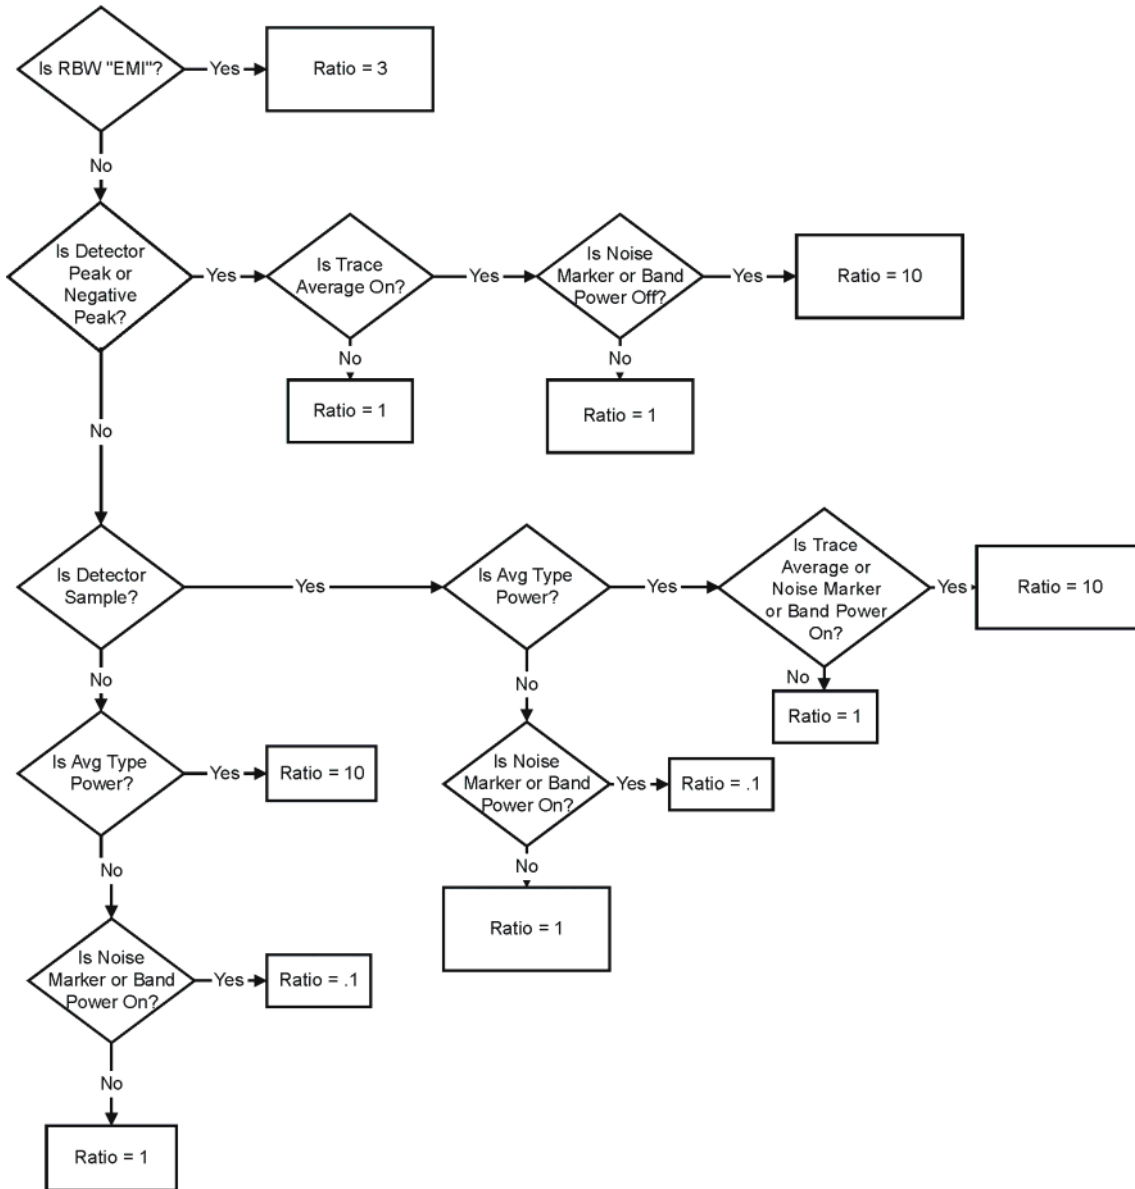 Is RBW "EMI"?
Yes
Ratio = 3
No
Is Detector
Peak or
Negative
Peak?
Yes
Is Trace
Average On?
Yes
Is Noise
Marker or Band
Power Off?
Yes
Ratio = 10
No
Ratio = 1
No
Ratio = 1
No
Is Detector
Sample?
Yes
Is Avg Type
Power?
Yes
Is Trace
Average or
Noise Marker
or Band Power
On?
Yes
Ratio = 10
No
Ratio = 1
No
Is Noise
Marker or Band
Power On?
Yes
Ratio = .1
No
Ratio = 1
No
Is Avg Type
Power?
Yes
Ratio = 10
No
Is Noise
Marker or Band
Power On?
Yes
Ratio = .1
No
Ratio = 1